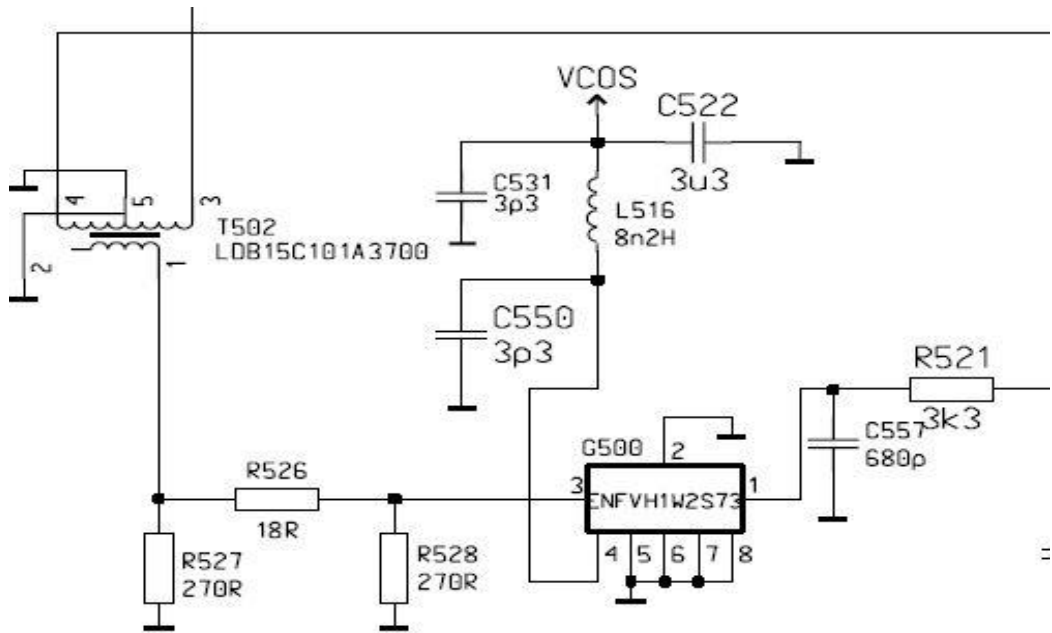 VCOS
C522
3u3
C531
3p3
4
5
3
L516
8n2H
T502
LDB15C101A3700
2
1
C550
3p3
R521
3k3
C557
680p
G500
2
R526
18R
3
ENFVH1W2S73
1
R527
270R
R528
270R
4
5
6
7
8